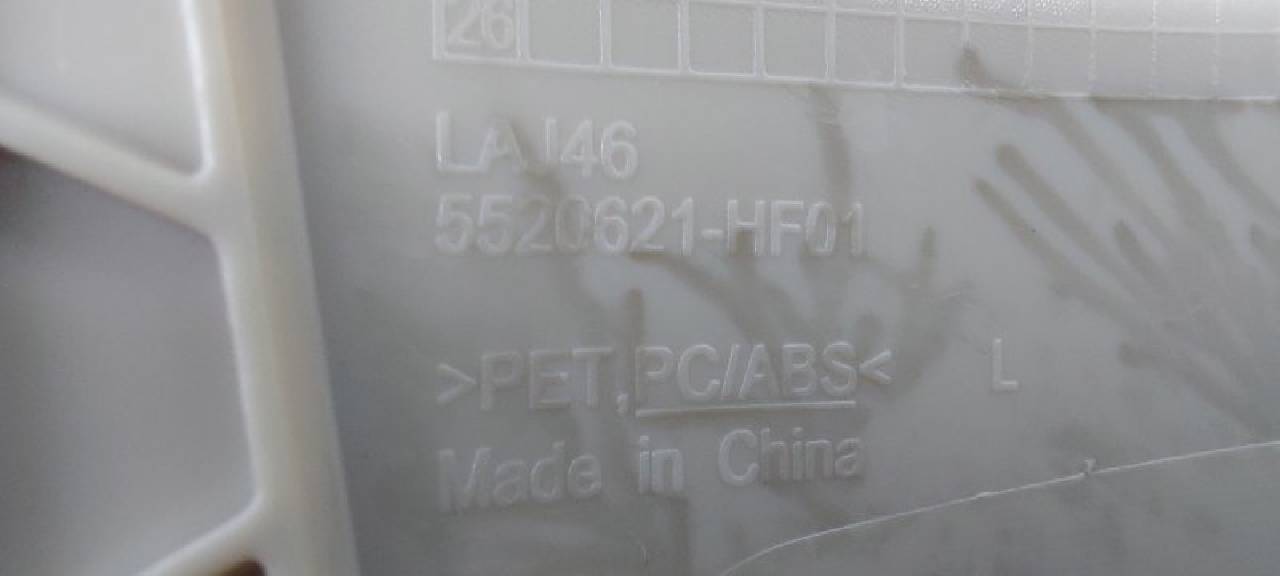 26
LAJ46
5520621-HF01
>PET,PC/ABS< L
Made in China